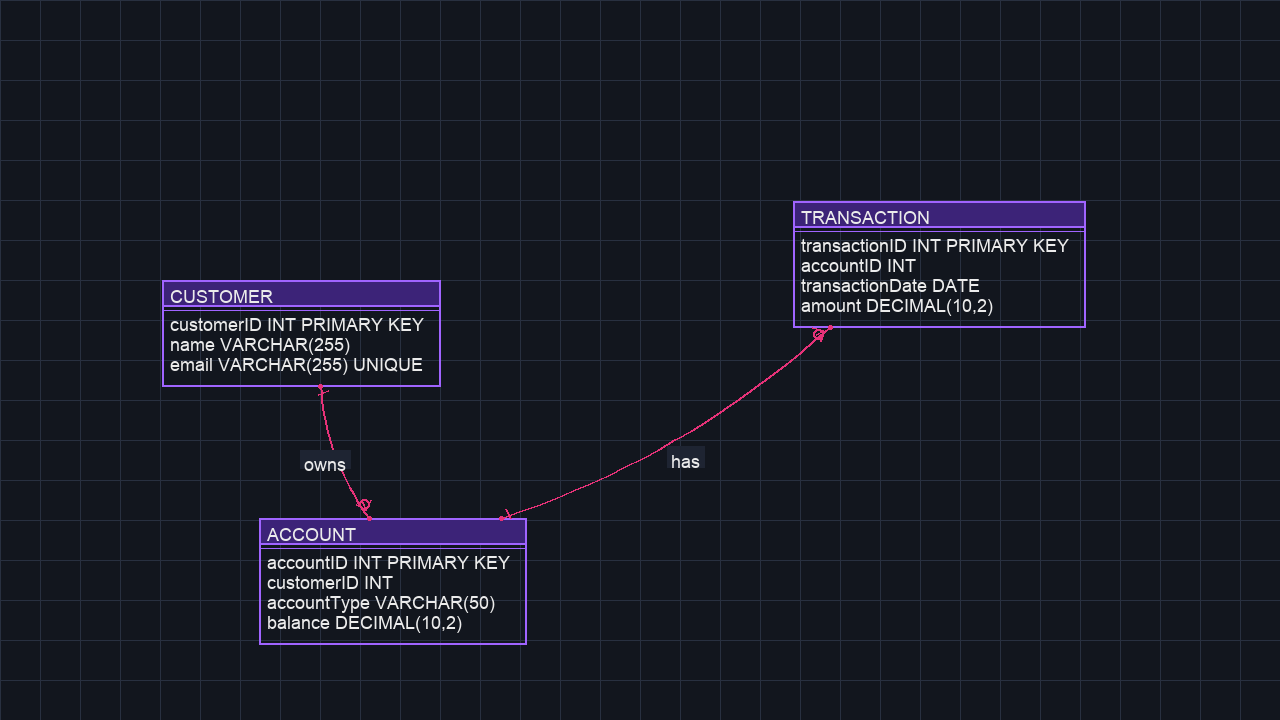 CUSTOMER
customerID INT PRIMARY KEY
name VARCHAR(255)
email VARCHAR(255) UNIQUE
TRANSACTION
transactionID INT PRIMARY KEY
accountID INT
transactionDate DATE
amount DECIMAL(10,2)
owns
has
ACCOUNT
accountID INT PRIMARY KEY
customerID INT
accountType VARCHAR(50)
balance DECIMAL(10,2)